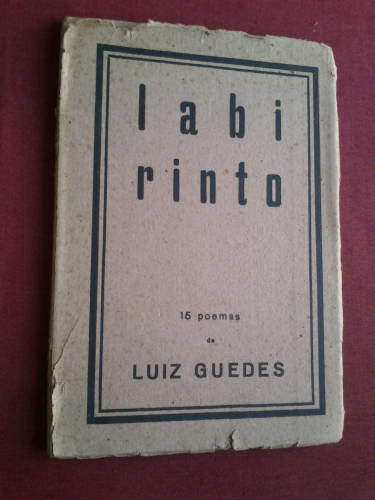 labi
rinto
15 poemas
de
LUIZ GUEDES